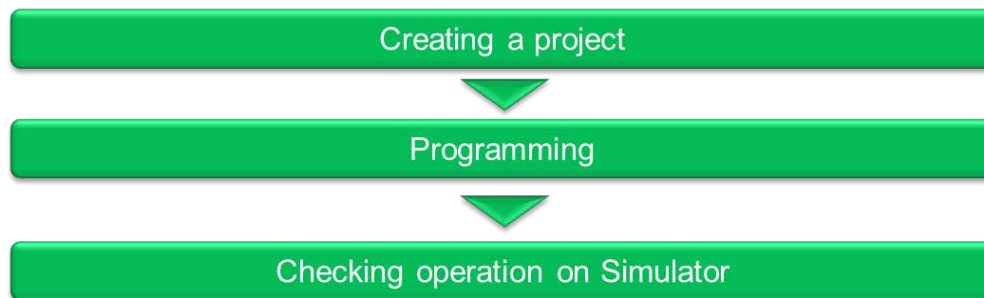 Creating a project
Programming
Checking operation on Simulator